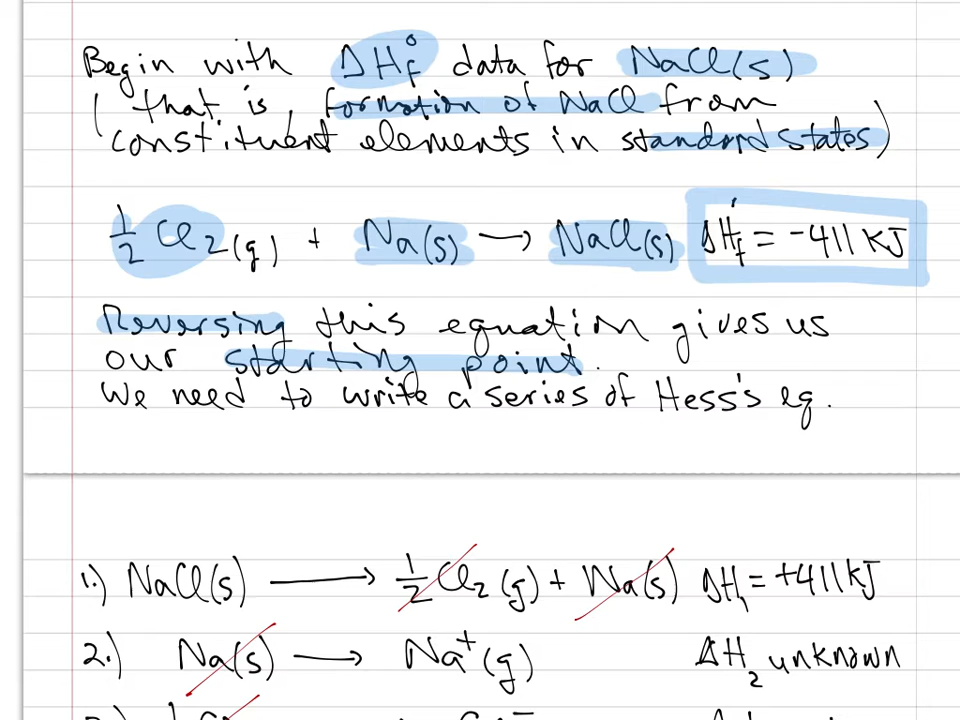 Begin with ΔHf° data for NaCl(s)
(that is, formation of NaCl from
constituent elements in standard states)
½ Cl₂(g) + Na(s) → NaCl(s) ΔHf° = -411 KJ
Reversing this equation gives us
our starting point.
We need to write a series of Hess's eq.
1.) NaCl(s) → ½ Cl₂(g) + Na(s) ΔH₁ = +411 kJ
2.) Na(s) → Na⁺(g) ΔH₂ unknown